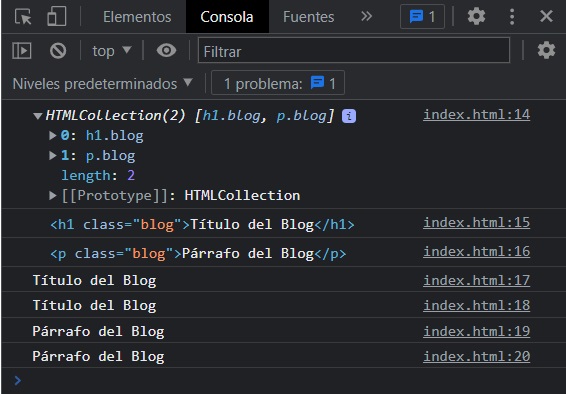 Elementos Consola Fuentes » 1
top Filtrar
Niveles predeterminados 1 problema: 1
HTMLCollection(2) [h1.blog, p.blog] i index.html:14
0: h1.blog
1: p.blog
length: 2
[[Prototype]]: HTMLCollection
<h1 class="blog">Título del Blog</h1> index.html:15
<p class="blog">Párrafo del Blog</p> index.html:16
Título del Blog index.html:17
Título del Blog index.html:18
Párrafo del Blog index.html:19
Párrafo del Blog index.html:20
>